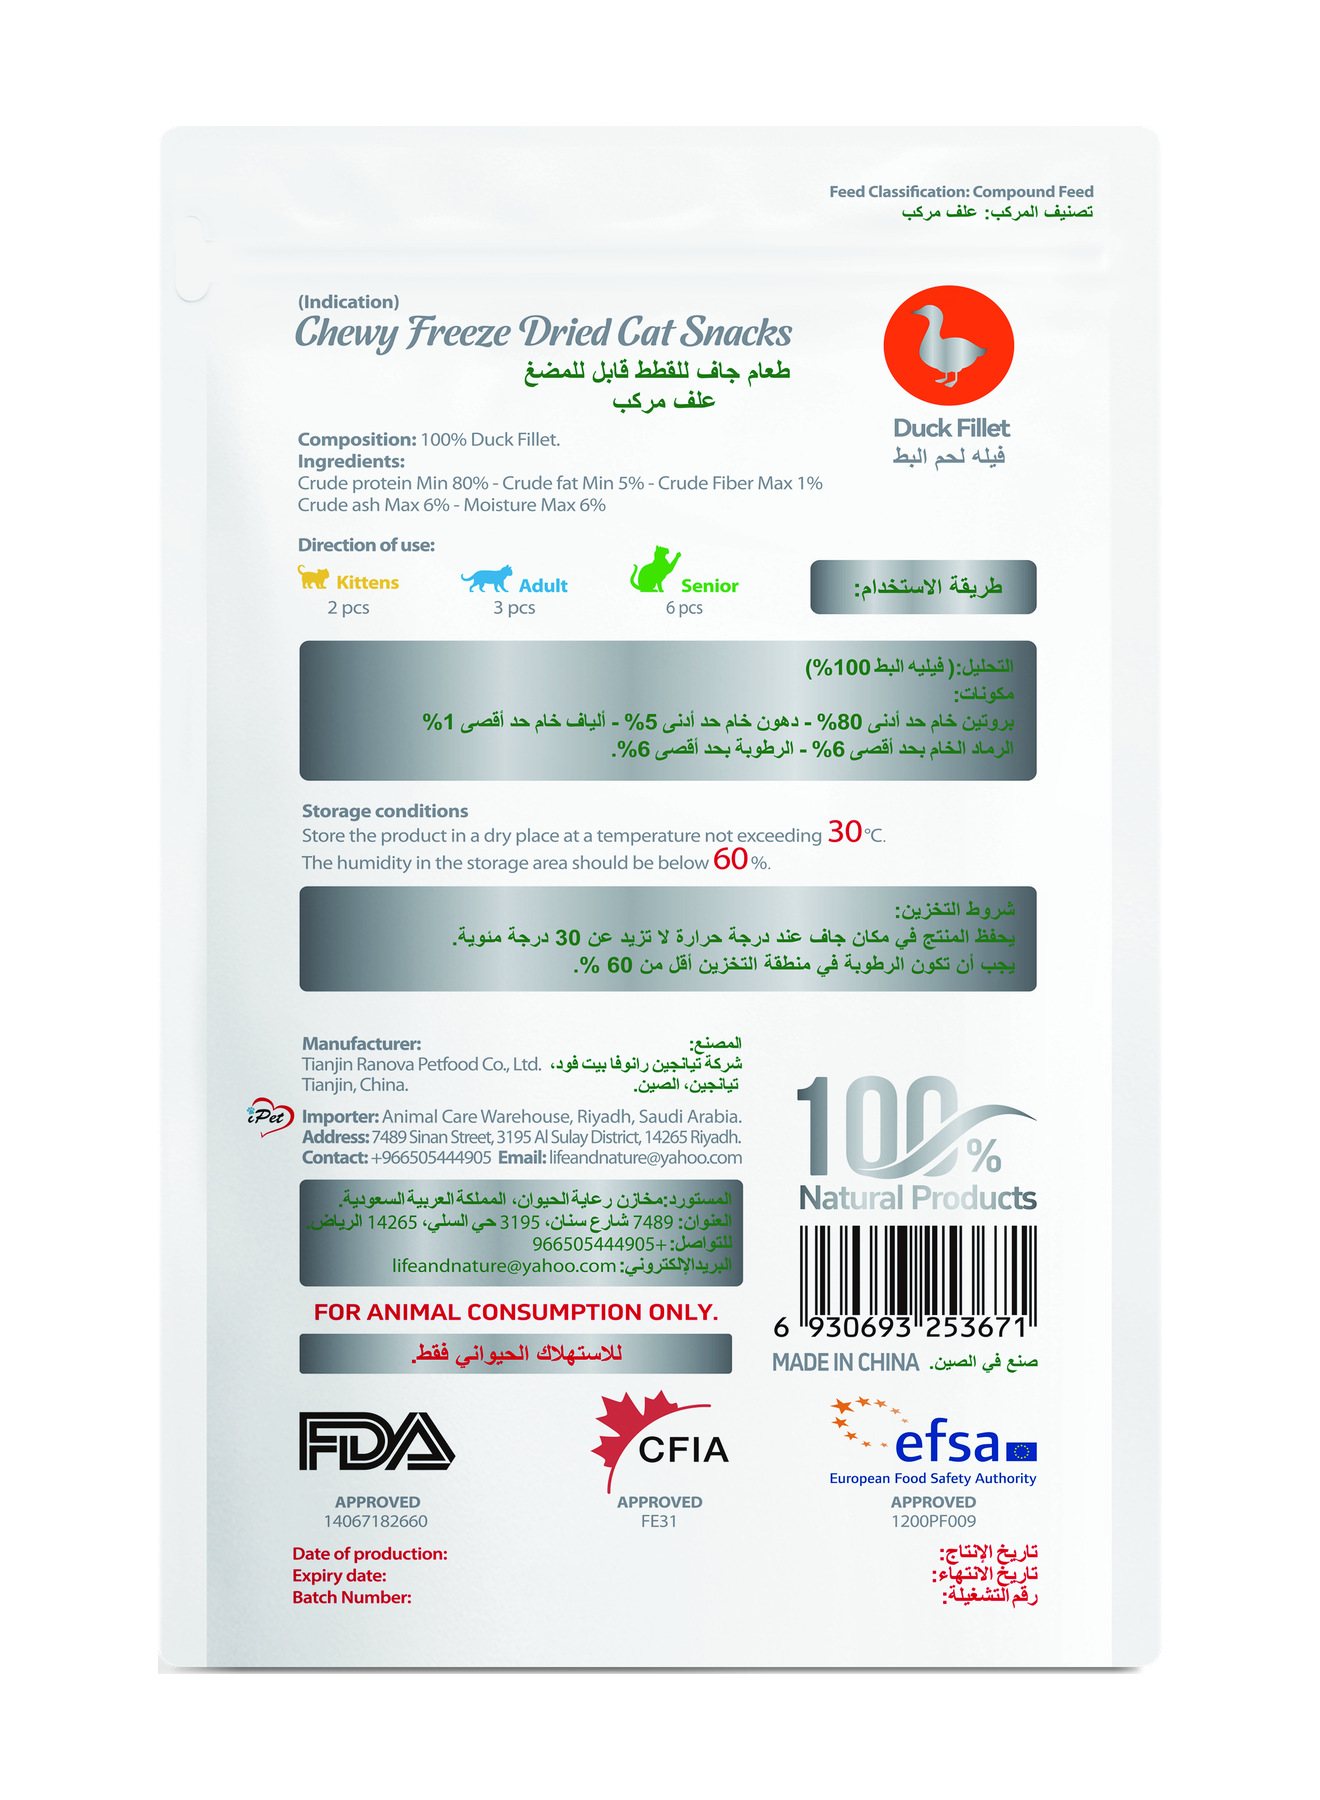 Feed Classification: Compound Feed
تصنيف المركب: علف مركب
(Indication)
Chewy Freeze Dried Cat Snacks
طعام جاف للقطط قابل للمضغ
علف مركب
Duck Fillet
فيله لحم البط
Composition: 100% Duck Fillet.
Ingredients:
Crude protein Min 80% - Crude fat Min 5% - Crude Fiber Max 1%
Crude ash Max 6% - Moisture Max 6%
Direction of use:
Kittens
2 pcs
Adult
3 pcs
Senior
6 pcs
طريقة الاستخدام:
التحليل:( فيليه البط 100%)
مكونات:
بروتين خام حد أدنى 80% - دهون خام حد أدنى 5% - ألياف خام حد أقصى 1%
الرماد الخام بحد أقصى 6% - الرطوبة بحد أقصى 6%.
Storage conditions
Store the product in a dry place at a temperature not exceeding 30°C.
The humidity in the storage area should be below 60%.
شروط التخزين:
يحفظ المنتج في مكان جاف عند درجة حرارة لا تزيد عن 30 درجة مئوية.
يجب أن تكون الرطوبة في منطقة التخزين أقل من 60 %.
Manufacturer:
Tianjin Ranova Petfood Co., Ltd.
Tianjin, China.
المصنع:
شركة تيانجين رانوفا بيت فود،
تيانجين، الصين.
iPet
Importer: Animal Care Warehouse, Riyadh, Saudi Arabia.
Address: 7489 Sinan Street, 3195 Al Sulay District, 14265 Riyadh.
Contact: +966505444905 Email: lifeandnature@yahoo.com
المستورد:مخازن رعاية الحيوان، المملكة العربية السعودية.
العنوان: 7489 شارع سنان، 3195 حي السلي، 14265 الرياض.
للتواصل: +966505444905
البريدالإلكتروني: lifeandnature@yahoo.com
FOR ANIMAL CONSUMPTION ONLY.
للاستهلاك الحيواني فقط.
100%
Natural Products
6 930693 253671
MADE IN CHINA صنع في الصين.
FDA
APPROVED
14067182660
CFIA
APPROVED
FE31
efsa
European Food Safety Authority
APPROVED
1200PF009
Date of production:
Expiry date:
Batch Number:
تاريخ الإنتاج:
تاريخ الانتهاء:
رقم التشغيلة: